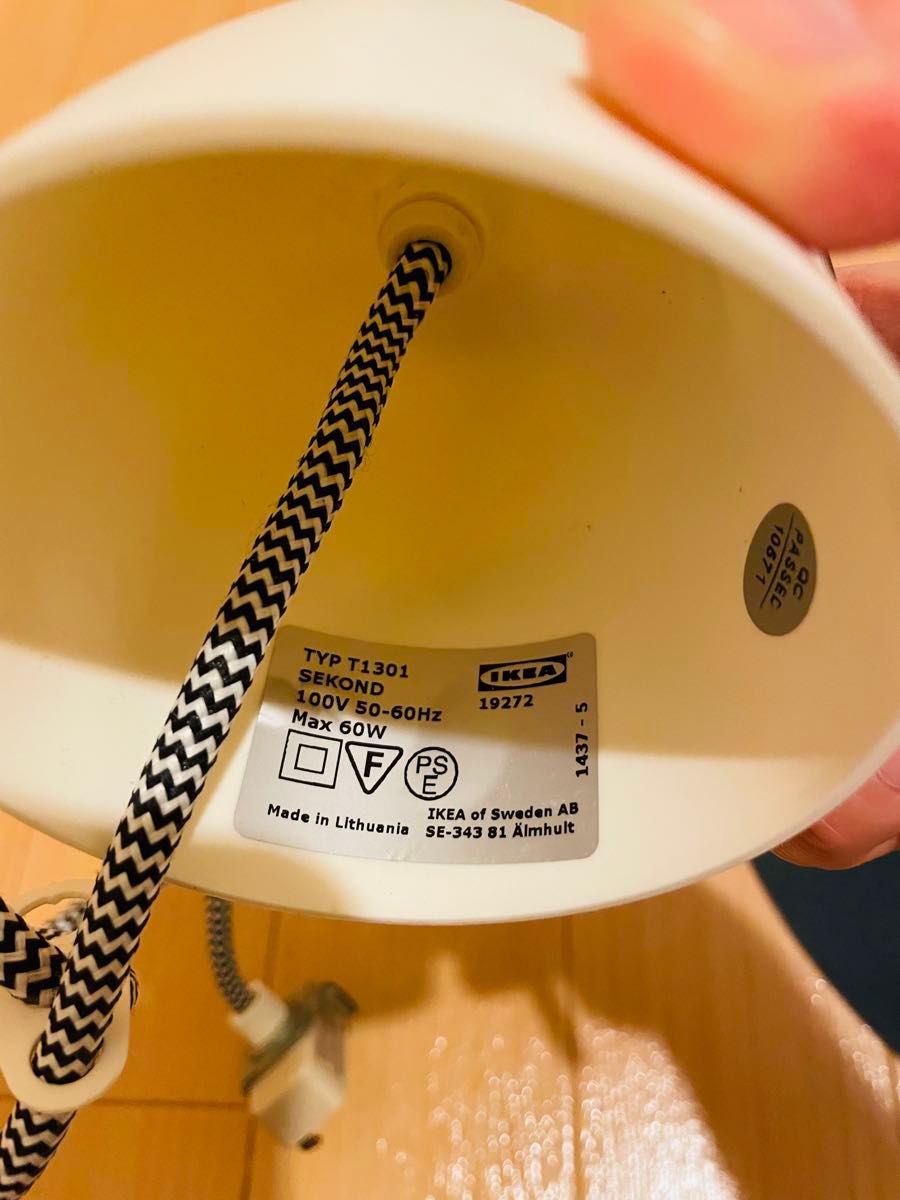 TYP T1301
SEKOND
100V 50-60Hz
Max 60W
F
PS
E
Made in Lithuania
IKEA
19272
1437 - 5
IKEA of Sweden AB
SE-343 81 Älmhult
QC
PASSED
10671